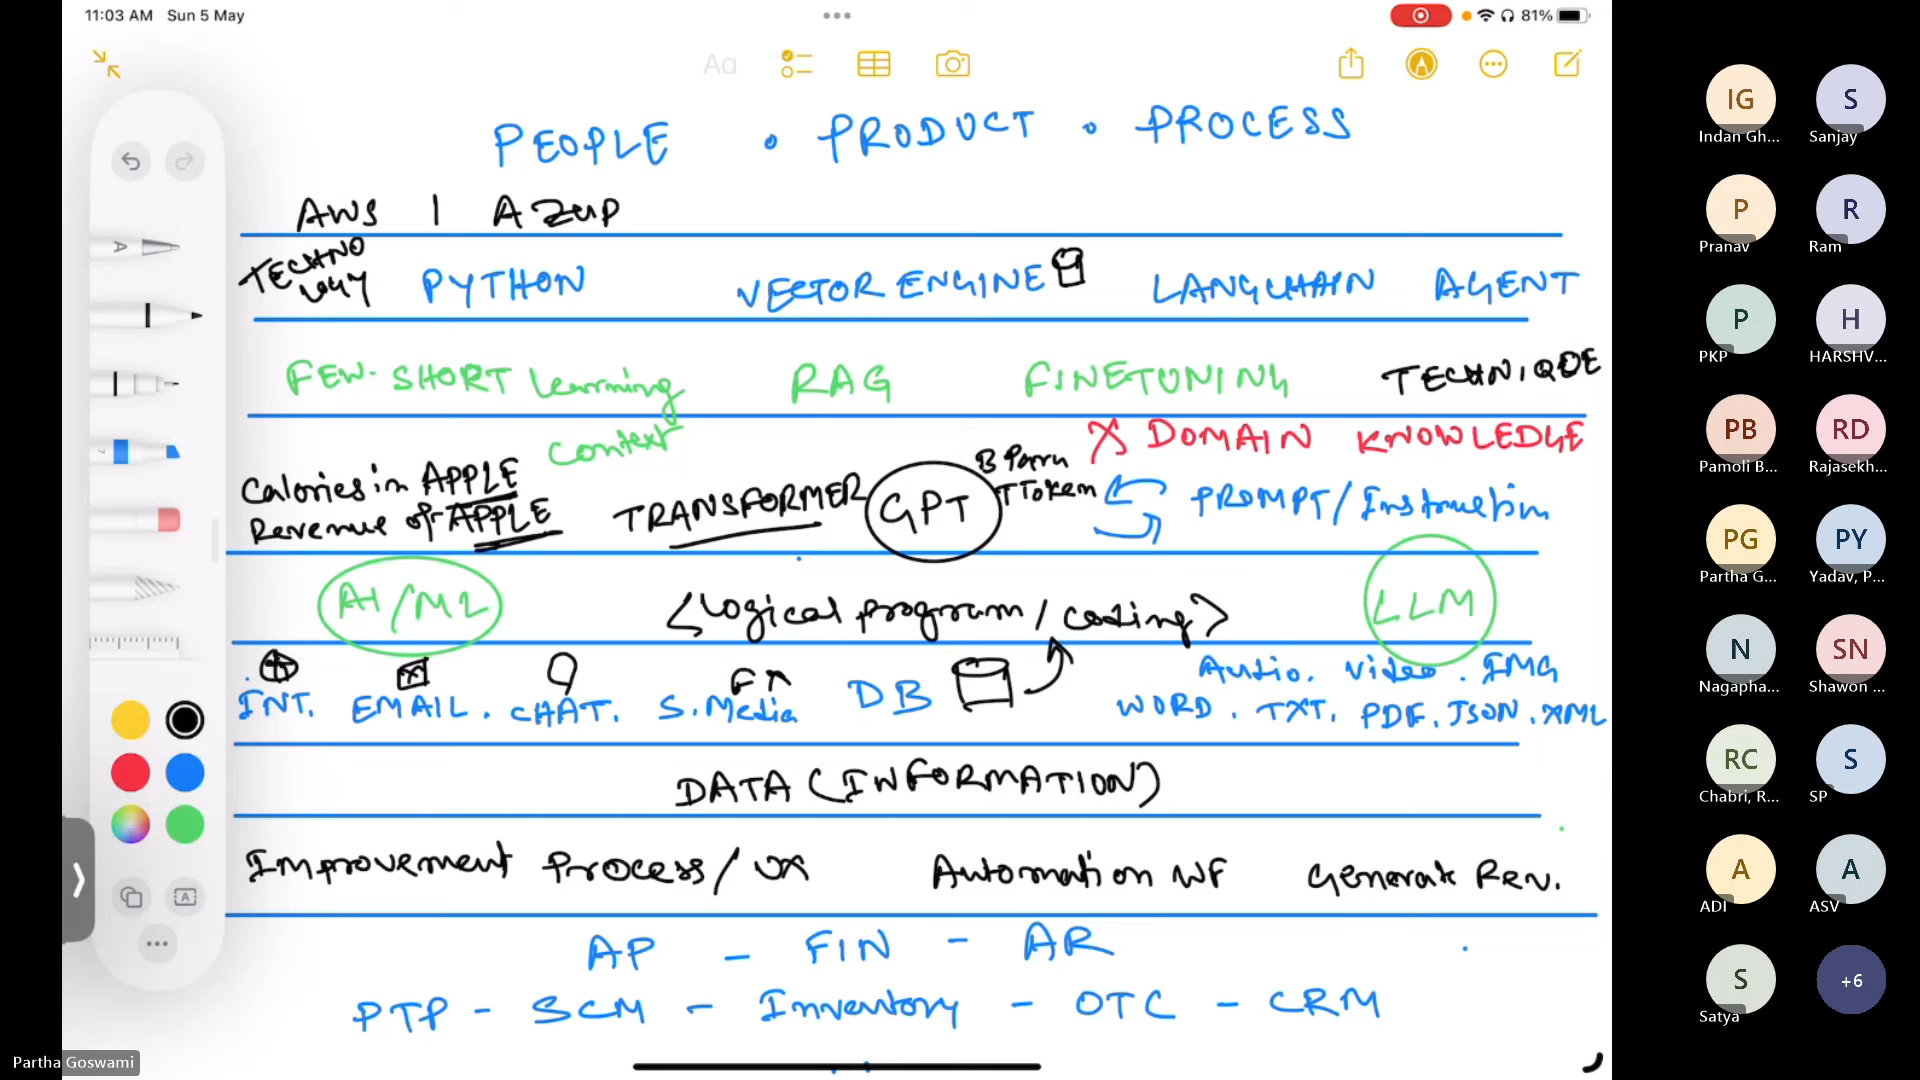 11:03 AM Sun 5 May
81%
Aa
PEOPLE • PRODUCT • PROCESS
AWS | AZUR
TECHNO
LOGY
PYTHON VECTOR ENGINE LANGCHAIN AGENT
FEW-SHORT Learning RAG FINETUNING TECHNIQUE
Context
X DOMAIN KNOWLEDGE
Calories in APPLE
Revenue of APPLE
TRANSFORMER GPT
B Parm
T Token
PROMPT/Instruction
AI/ML <Logical program/coding> LLM
Audio. Video. IMG
INT. EMAIL. CHAT. S.Media DB WORD. TXT. PDF. JSON. XML
DATA (INFORMATION)
Improvement Process/UX Automation WF Generate Rev.
AP - FIN - AR
PTP - SCM - Inventory - OTC - CRM
Partha Goswami
IG S
Indan Gh... Sanjay
P R
Pranav Ram
P H
PKP HARSHV...
PB RD
Pamoli B... Rajasekh...
PG PY
Partha G... Yadav, P...
N SN
Nagapha... Shawon ...
RC S
Chabri, R... SP
A A
ADI ASV
S +6
Satya